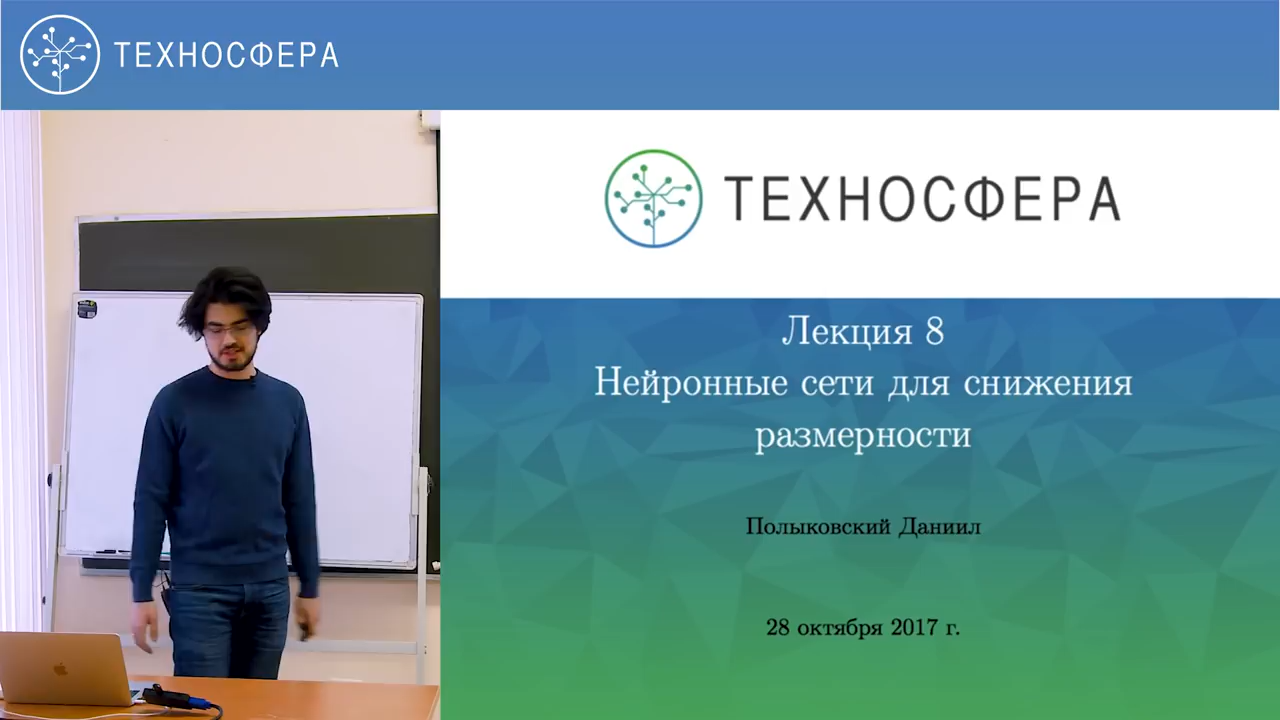 ТЕХНОСФЕРА
ТЕХНОСФЕРА
Лекция 8
Нейронные сети для снижения
размерности
Полыковский Даниил
28 октября 2017 г.